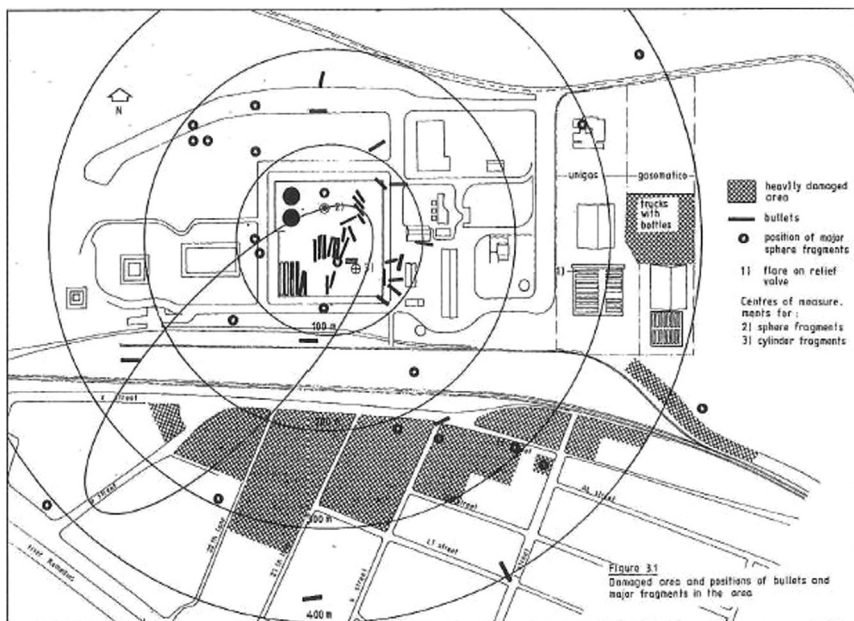 N
unigas
gasomatico
trucks
with
bottles
heavily damaged
area
bullets
position of major
sphere fragments
1) flare on relief
valve
Centres of measure.
ments for :
2) sphere fragments
3) cylinder fragments
2)
3)
1)
100 m
street
street
300 m
street
street
street
400 m
Figure 3.1
Damaged area and positions of bullets and
major fragments in the area